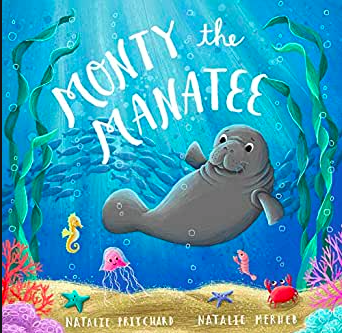 MONTY the
MANATEE
NATALIE PRITCHARD NATALIE MERHEB